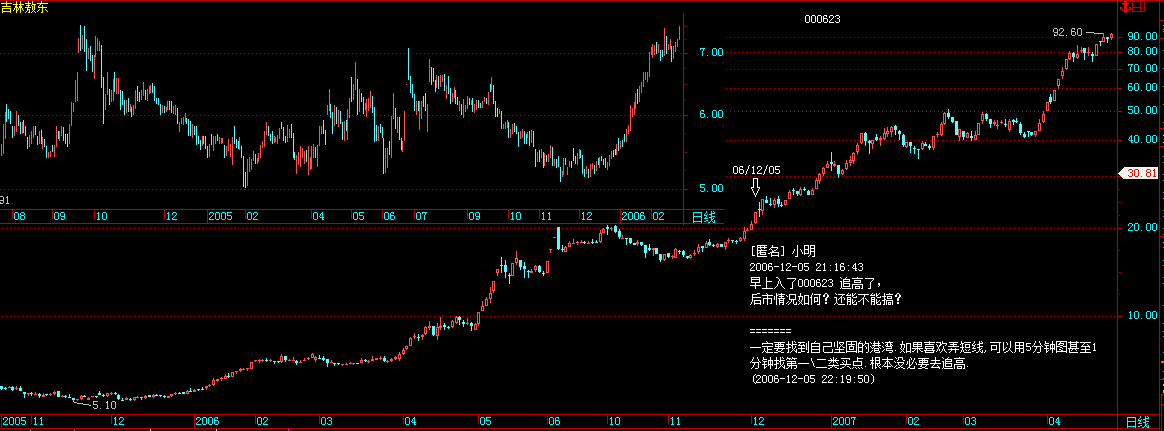 吉林敖东
000623
92.60
90.00
80.00
70.00
60.00
50.00
40.00
30.81
20.00
10.00
7.00
6.00
5.00
91
08 09 10 12 2005 02 04 05 06 07 09 10 11 12 2006 02 日线
06/12/05
[匿名] 小明
2006-12-05 21:16:43
早上入了000623 追高了,
后市情况如何? 还能不能搞?
=======
一定要找到自己坚固的港湾.如果喜欢弄短线,可以用5分钟图甚至1
分钟找第一\二类买点.根本没必要去追高.
(2006-12-05 22:19:50)
5.10
2005 11 12 2006 02 03 04 05 06 07 08 09 10 11 12 2007 02 03 04 日线